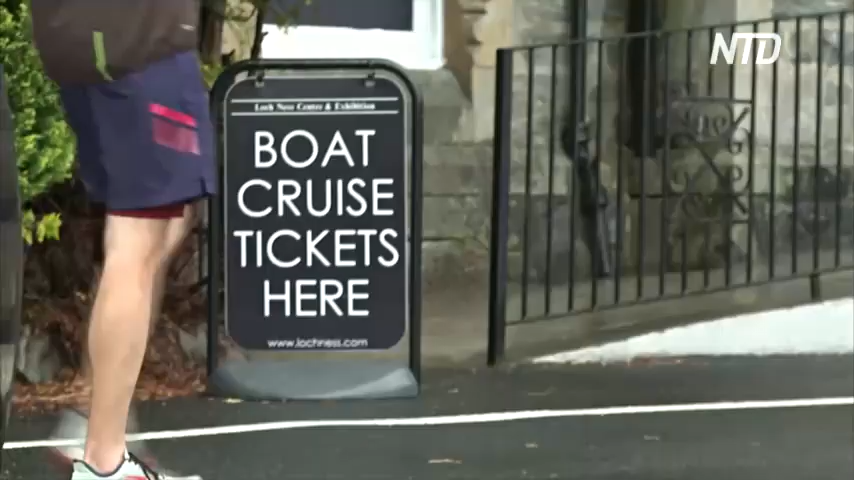 NTD
Loch Ness Centre & Exhibition
BOAT
CRUISE
TICKETS
HERE
www.lochness.com